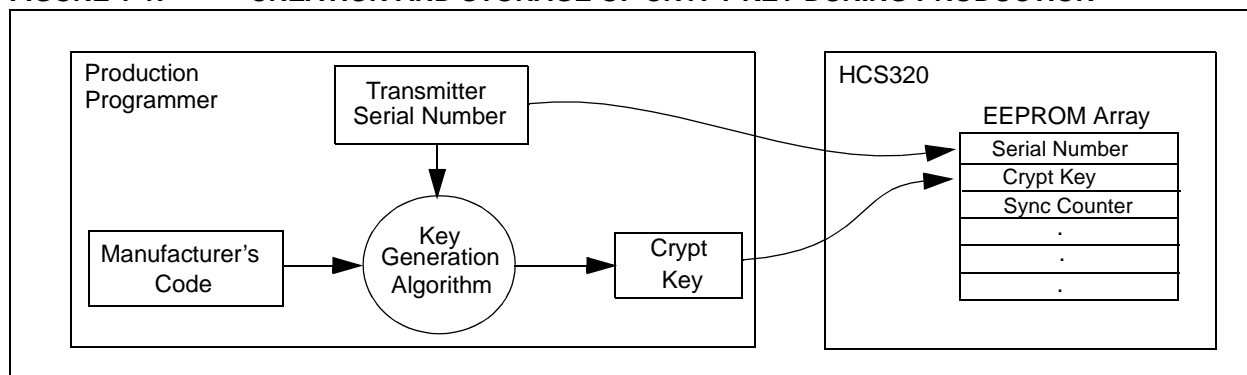 Production
Programmer
Transmitter
Serial Number
Manufacturer's
Code
Key
Generation
Algorithm
Crypt
Key
HCS320
EEPROM Array
Serial Number
Crypt Key
Sync Counter
.
.
.